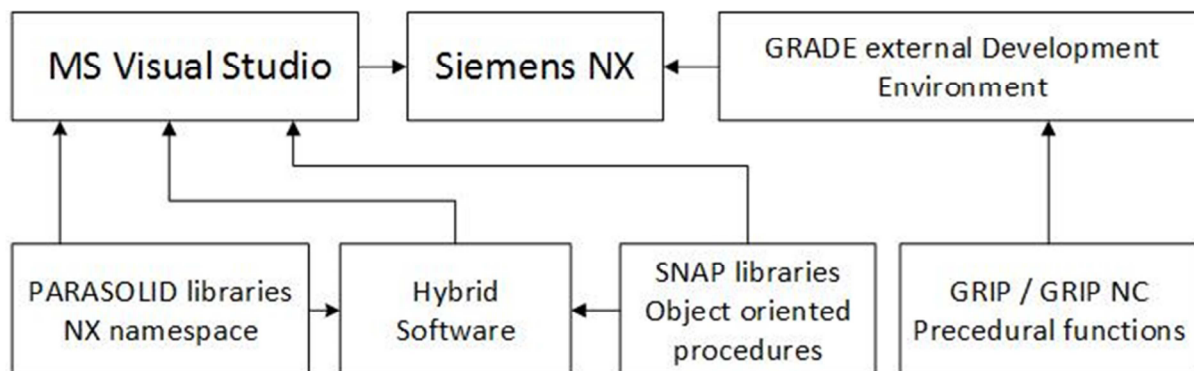 MS Visual Studio
Siemens NX
GRADE external Development
Environment
PARASOLID libraries
NX namespace
Hybrid
Software
SNAP libraries
Object oriented
procedures
GRIP / GRIP NC
Precedural functions